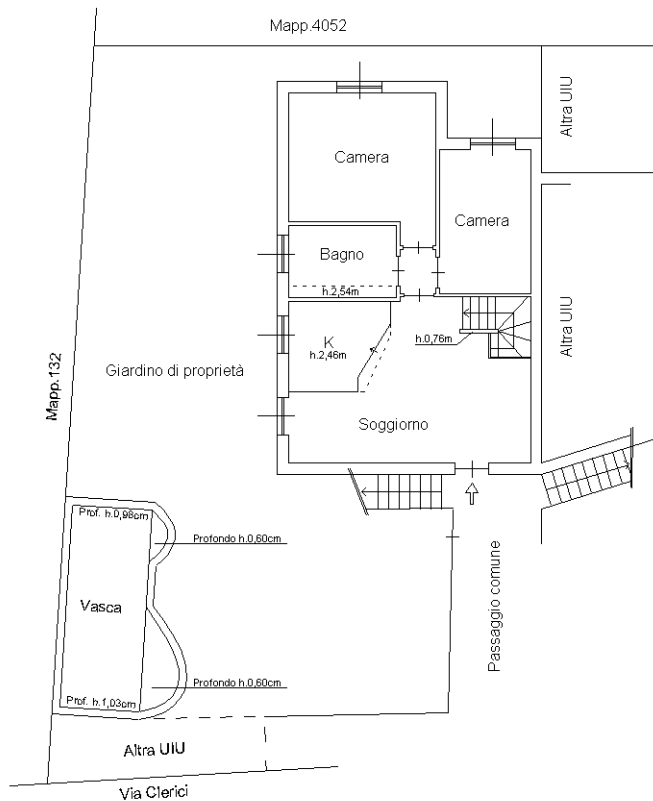 Mapp.4052
Altra UIU
Camera
Camera
Bagno
h.2,54m
K
h.2,46m
h.0,76m
Altra UIU
Mapp.132
Giardino di proprietà
Soggiorno
Prof. h.0,98cm
Profondo h.0,60cm
Vasca
Passaggio comune
Profondo h.0,60cm
Prof. h.1,03cm
Altra UIU
Via Clerici